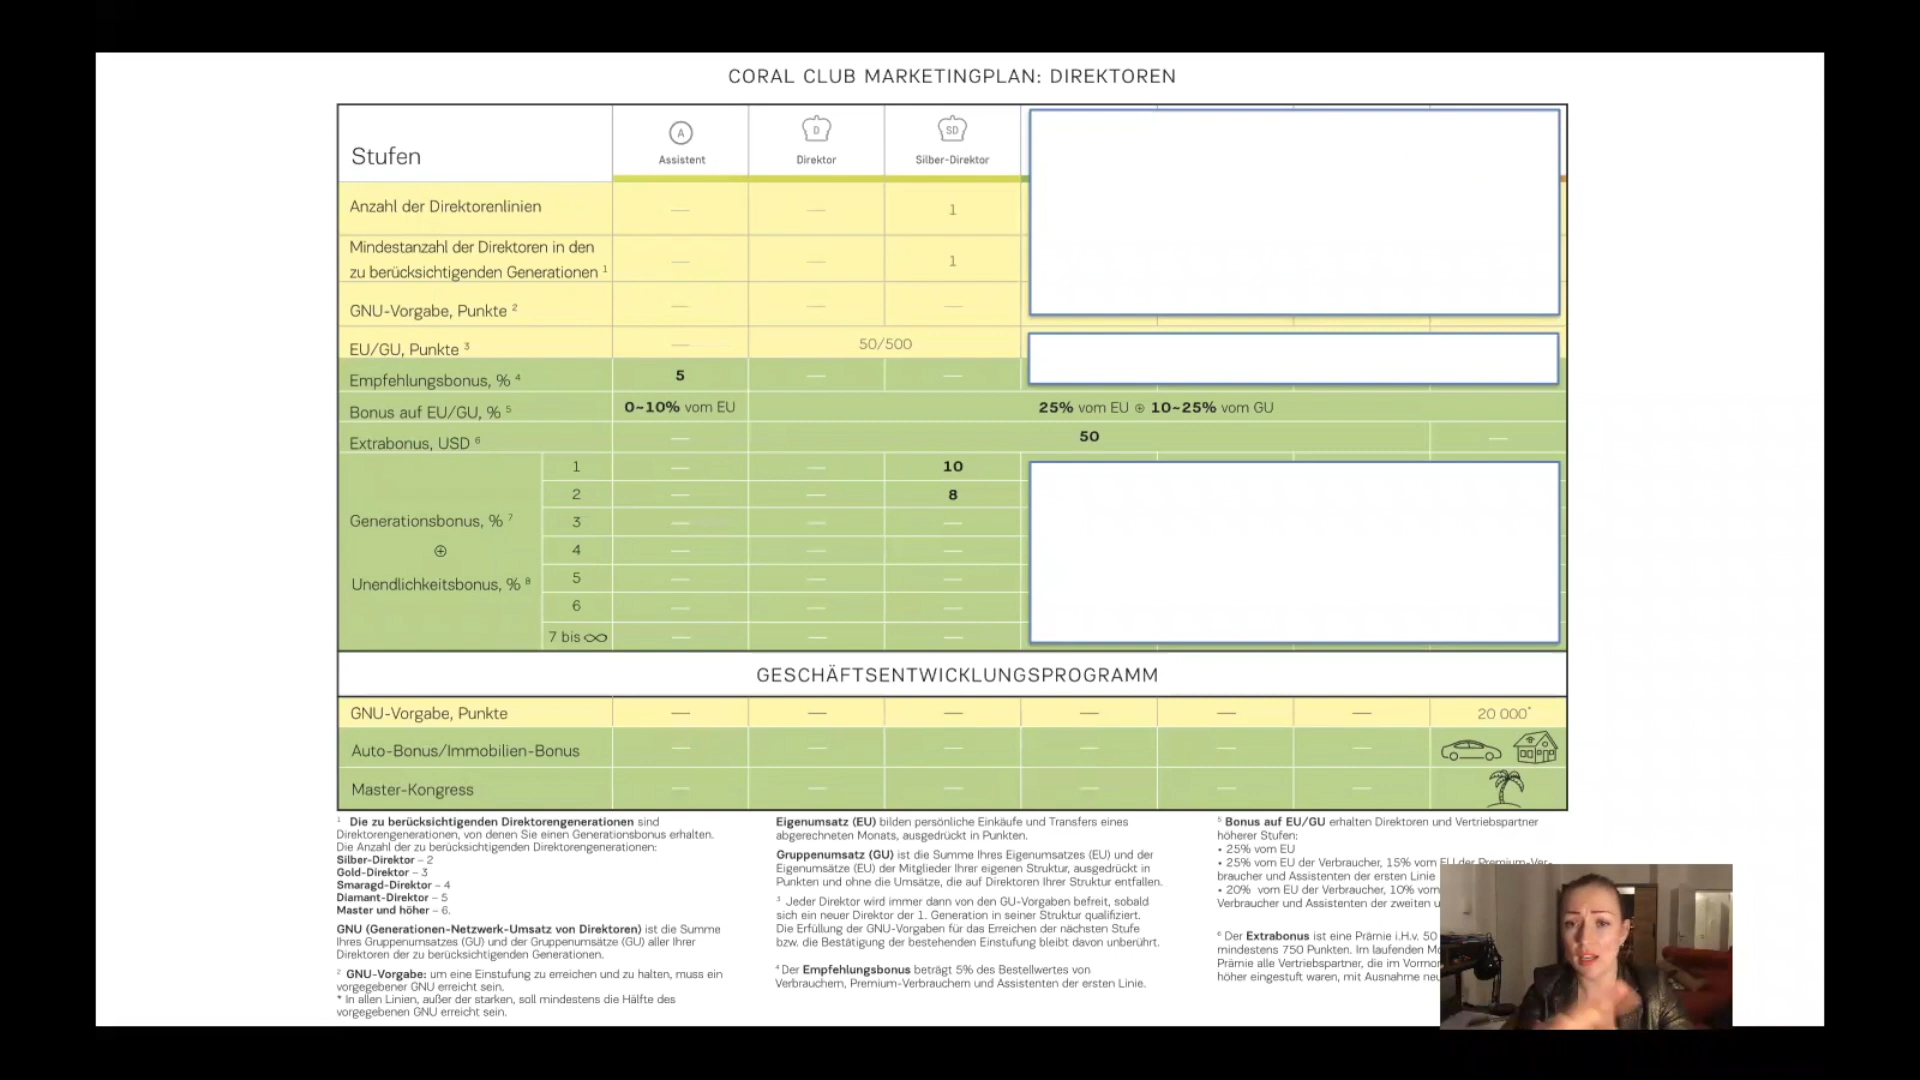 CORAL CLUB MARKETINGPLAN: DIREKTOREN
Stufen
A
Assistent
D
Direktor
SD
Silber-Direktor
Anzahl der Direktorenlinien — — 1
Mindestanzahl der Direktoren in den
zu berücksichtigenden Generationen ¹ — — 1
GNU-Vorgabe, Punkte ² — — —
EU/GU, Punkte ³ — 50/500
Empfehlungsbonus, % ⁴ 5 — —
Bonus auf EU/GU, % ⁵ 0~10% vom EU 25% vom EU ⊕ 10~25% vom GU
Extrabonus, USD ⁶ — 50 —
Generationsbonus, % ⁷
⊕
Unendlichkeitsbonus, % ⁸
1 — — 10
2 — — 8
3 — — —
4 — — —
5 — — —
6 — — —
7 bis ∞ — — —
GESCHÄFTSENTWICKLUNGSPROGRAMM
GNU-Vorgabe, Punkte — — — — — — 20 000*
Auto-Bonus/Immobilien-Bonus — — — — — —
Master-Kongress — — — — — —
¹ Die zu berücksichtigenden Direktorengenerationen sind
Direktorengenerationen, von denen Sie einen Generationsbonus erhalten.
Die Anzahl der zu berücksichtigenden Direktorengenerationen:
Silber-Direktor – 2
Gold-Direktor – 3
Smaragd-Direktor – 4
Diamant-Direktor – 5
Master und höher – 6.
GNU (Generationen-Netzwerk-Umsatz von Direktoren) ist die Summe
Ihres Gruppenumsatzes (GU) und der Gruppenumsätze (GU) aller Ihrer
Direktoren der zu berücksichtigenden Generationen.
² GNU-Vorgabe: um eine Einstufung zu erreichen und zu halten, muss ein
vorgegebener GNU erreicht sein.
* In allen Linien, außer der starken, soll mindestens die Hälfte des
vorgegebenen GNU erreicht sein.
Eigenumsatz (EU) bilden persönliche Einkäufe und Transfers eines
abgerechneten Monats, ausgedrückt in Punkten.
Gruppenumsatz (GU) ist die Summe Ihres Eigenumsatzes (EU) und der
Eigenumsätze (EU) der Mitglieder Ihrer eigenen Struktur, ausgedrückt in
Punkten und ohne die Umsätze, die auf Direktoren Ihrer Struktur entfallen.
³ Jeder Direktor wird immer dann von den GU-Vorgaben befreit, sobald
sich ein neuer Direktor der 1. Generation in seiner Struktur qualifiziert.
Die Erfüllung der GNU-Vorgaben für das Erreichen der nächsten Stufe
bzw. die Bestätigung der bestehenden Einstufung bleibt davon unberührt.
⁴ Der Empfehlungsbonus beträgt 5% des Bestellwertes von
Verbrauchern, Premium-Verbrauchern und Assistenten der ersten Linie.
⁵ Bonus auf EU/GU erhalten Direktoren und Vertriebspartner
höherer Stufen:
• 25% vom EU
• 25% vom EU der Verbraucher, 15% vom EU der Premium-Ver-
braucher und Assistenten der ersten Linie
• 20% vom EU der Verbraucher, 10% vom
Verbraucher und Assistenten der zweiten
⁶ Der Extrabonus ist eine Prämie i.H.v. 50
mindestens 750 Punkten. Im laufenden
Prämie alle Vertriebspartner, die im
höher eingestuft waren, mit Ausnahme